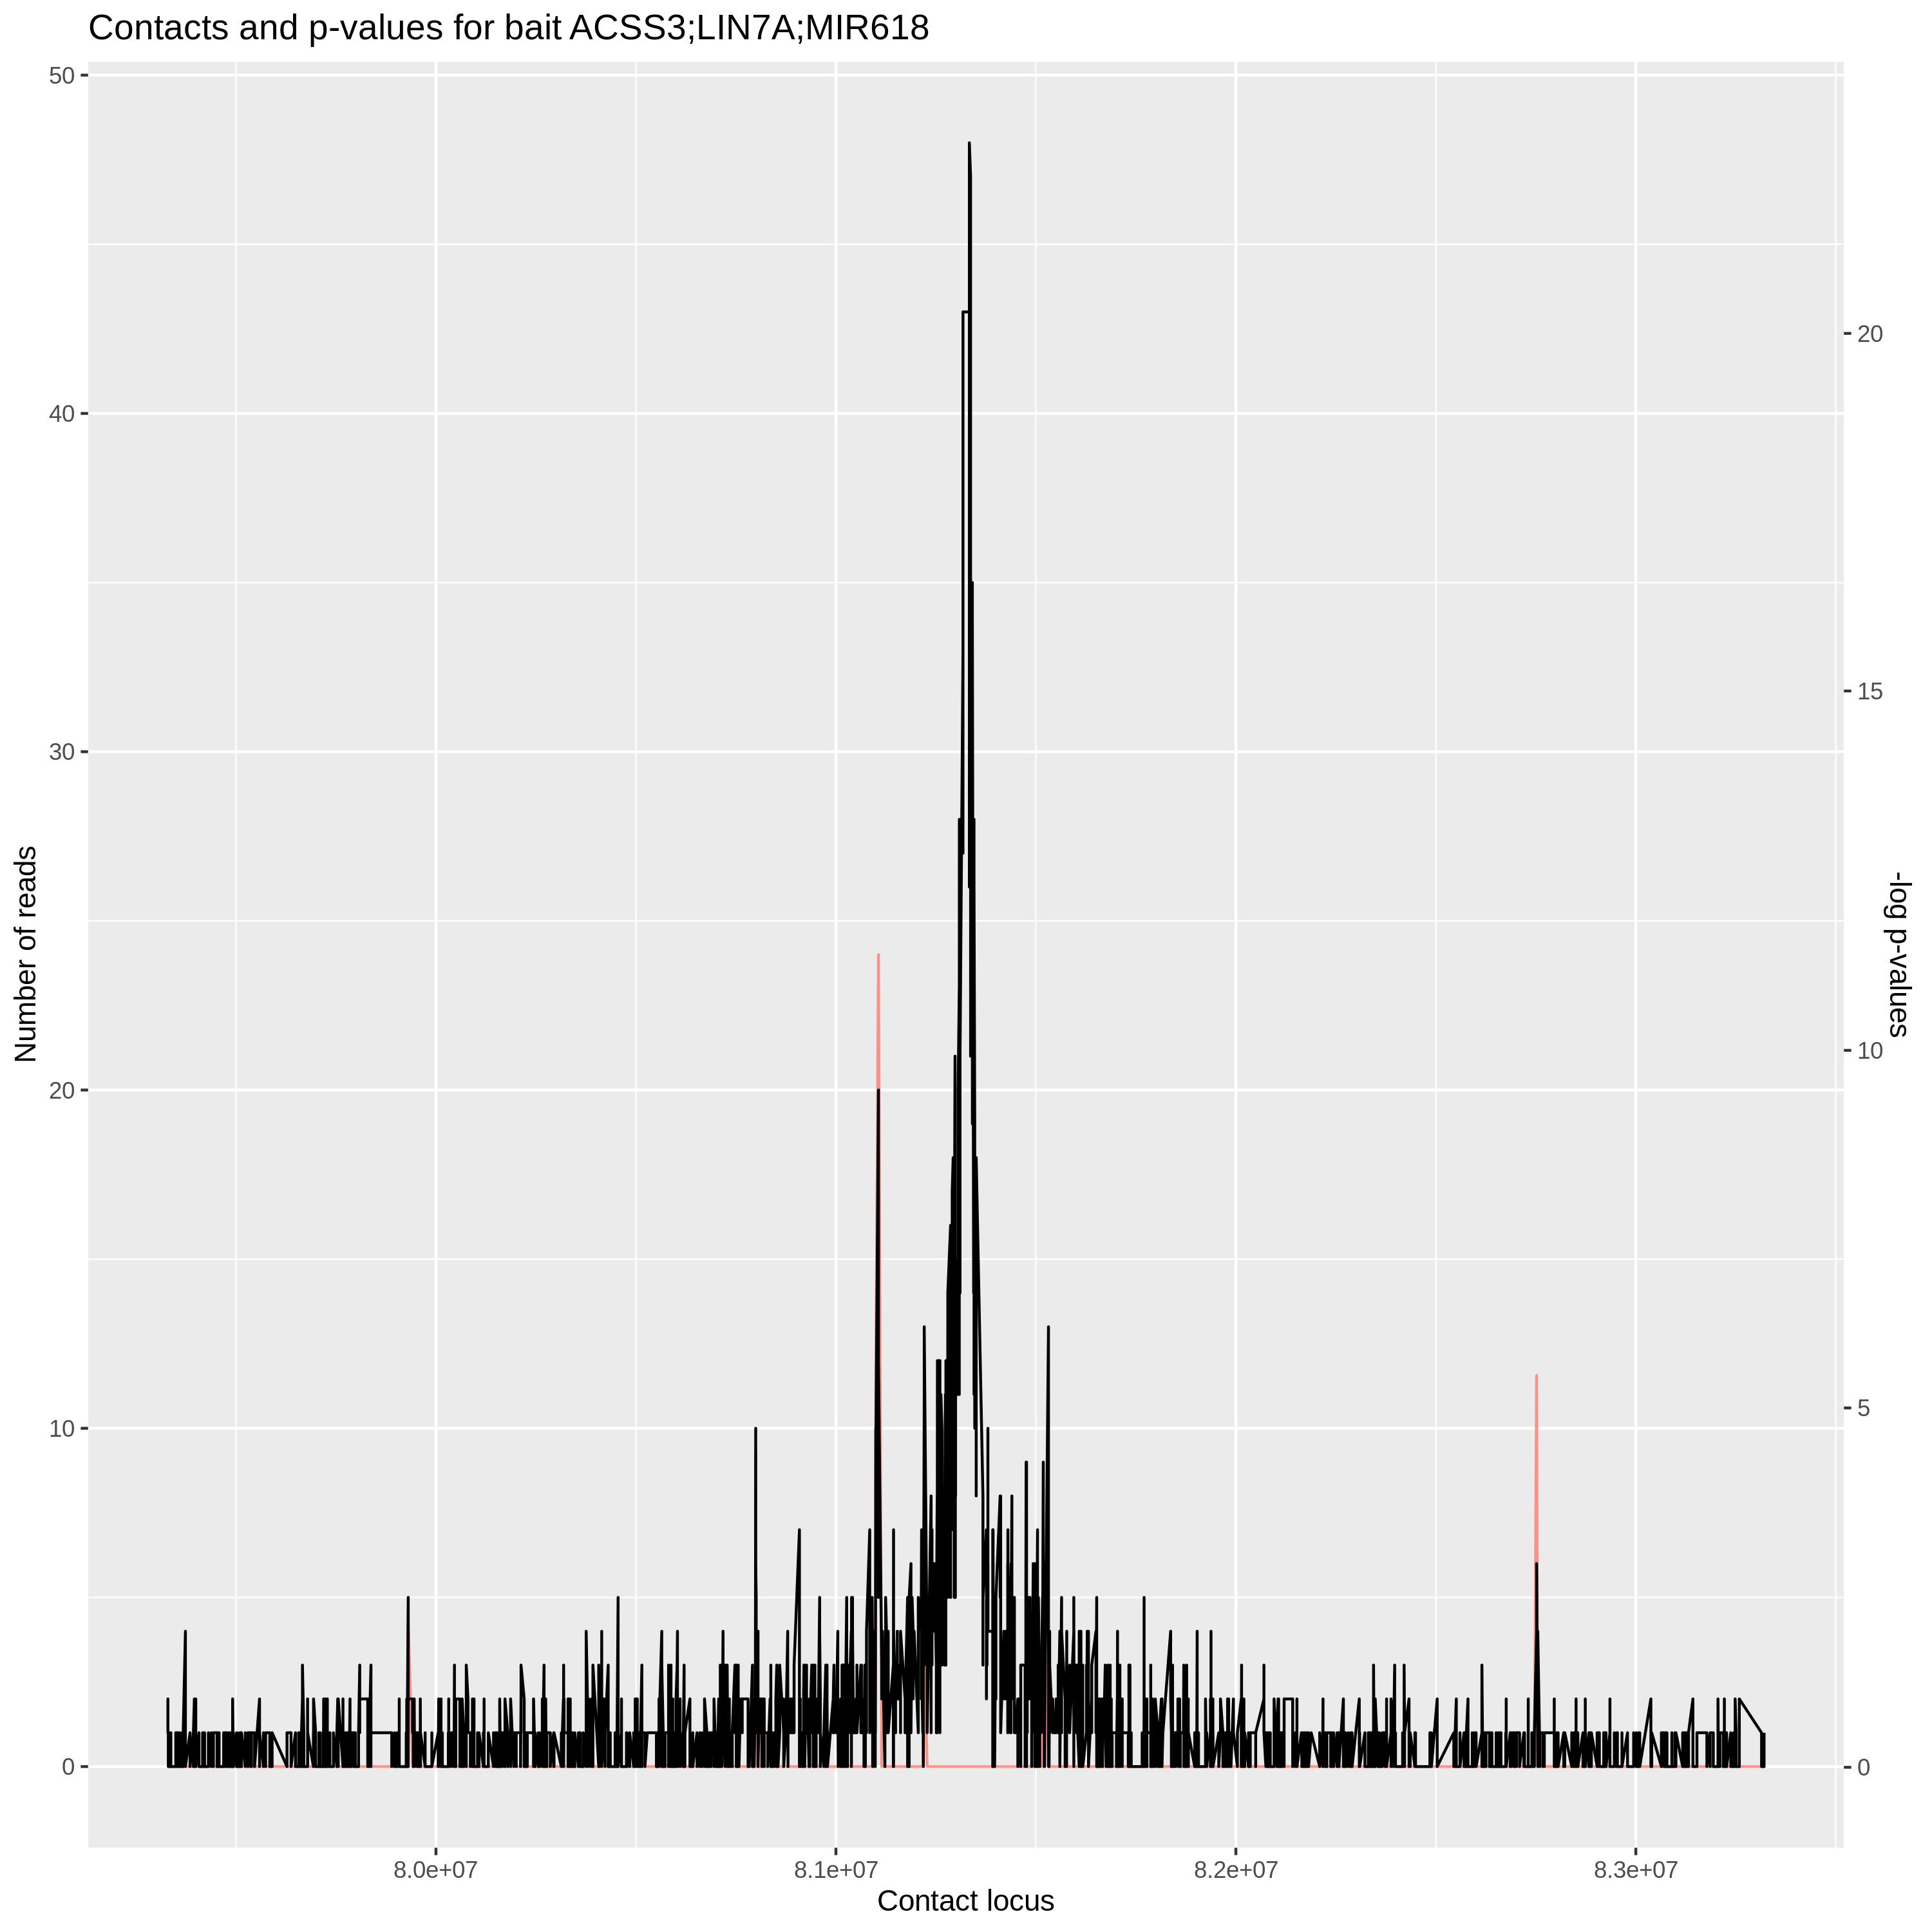 Contacts and p-values for bait ACSS3;LIN7A;MIR618
50
40
30
20
10
0
Number of reads
20
15
10
5
0
-log p-values
8.0e+07
8.1e+07
8.2e+07
8.3e+07
Contact locus